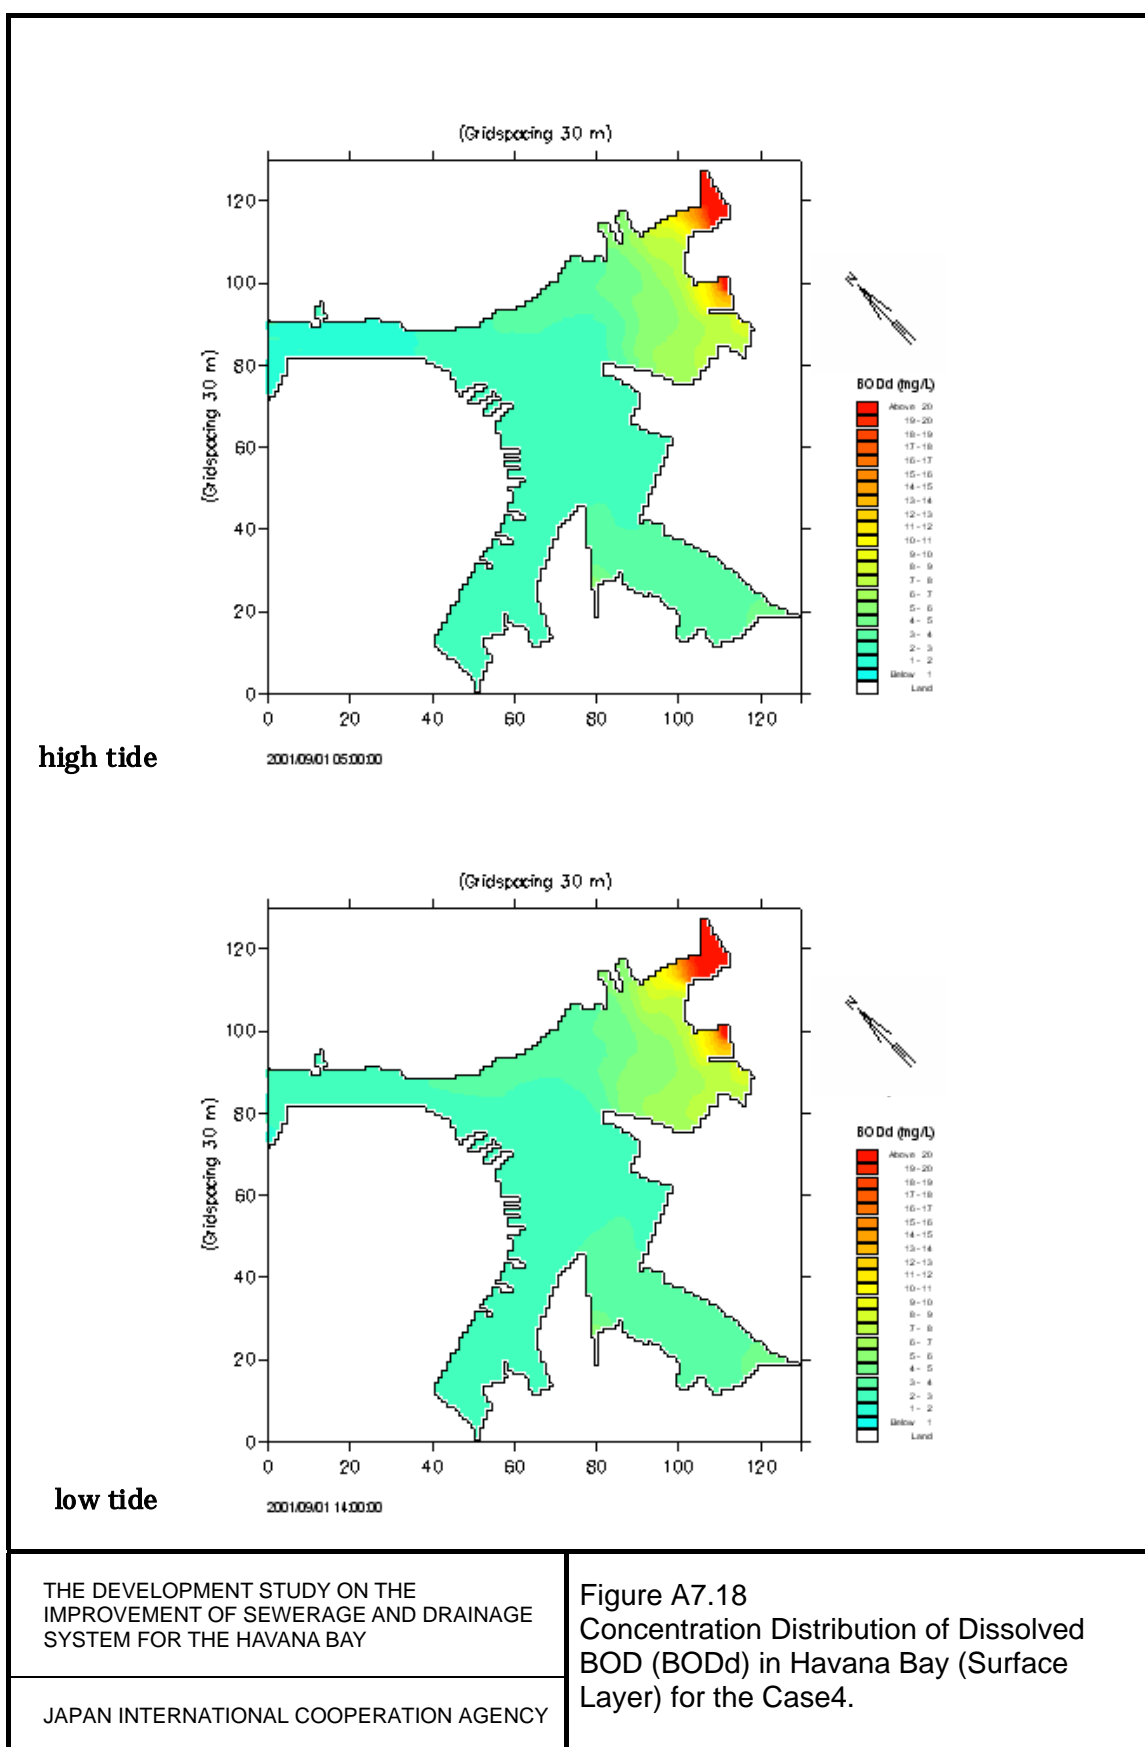 (Gridspacing 30 m)
(Gridspacing 30 m)
120
100
80
60
40
20
0
0 20 40 60 80 100 120
N
BODd (mg/L)
Above 20
19-20
18-19
17-18
16-17
15-16
14-15
13-14
12-13
11-12
10-11
9-10
8- 9
7- 8
6- 7
5- 6
4- 5
3- 4
2- 3
1- 2
Below 1
Land
high tide
2001/09/01 05:00:00
(Gridspacing 30 m)
(Gridspacing 30 m)
120
100
80
60
40
20
0
0 20 40 60 80 100 120
N
BODd (mg/L)
Above 20
19-20
18-19
17-18
16-17
15-16
14-15
13-14
12-13
11-12
10-11
9-10
8- 9
7- 8
6- 7
5- 6
4- 5
3- 4
2- 3
1- 2
Below 1
Land
low tide
2001/09/01 14:00:00
THE DEVELOPMENT STUDY ON THE
IMPROVEMENT OF SEWERAGE AND DRAINAGE
SYSTEM FOR THE HAVANA BAY
JAPAN INTERNATIONAL COOPERATION AGENCY
Figure A7.18
Concentration Distribution of Dissolved
BOD (BODd) in Havana Bay (Surface
Layer) for the Case4.